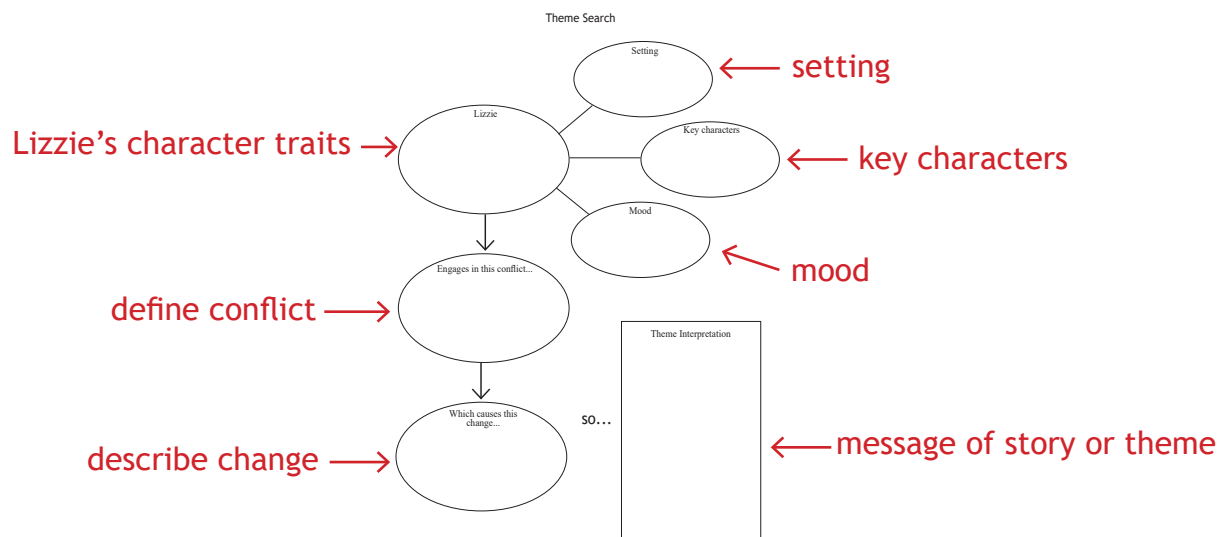 Theme Search
Setting
setting
Lizzie
Lizzie’s character traits
Key characters
key characters
Mood
mood
Engages in this conflict...
define conflict
Theme Interpretation
Which causes this
change...
so...
describe change
message of story or theme